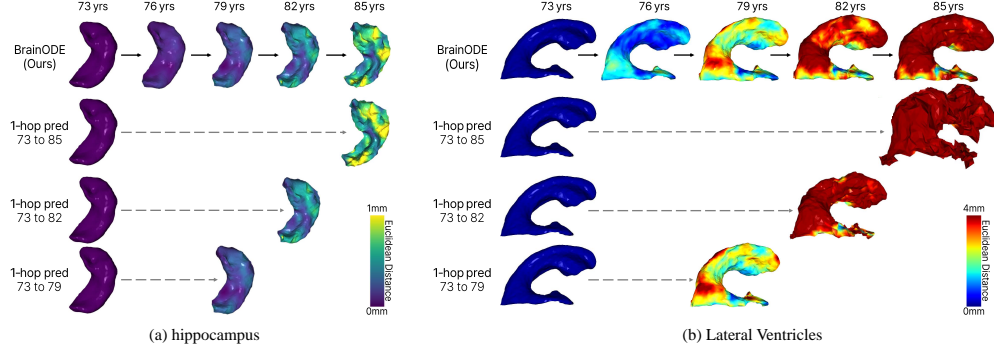 73 yrs 76 yrs 79 yrs 82 yrs 85 yrs
BrainODE
(Ours)
1-hop pred
73 to 85
1-hop pred
73 to 82
1-hop pred
73 to 79
1mm
Euclidean Distance
0mm
(a) hippocampus
73 yrs 76 yrs 79 yrs 82 yrs 85 yrs
BrainODE
(Ours)
1-hop pred
73 to 85
1-hop pred
73 to 82
1-hop pred
73 to 79
4mm
Euclidean Distance
0mm
(b) Lateral Ventricles